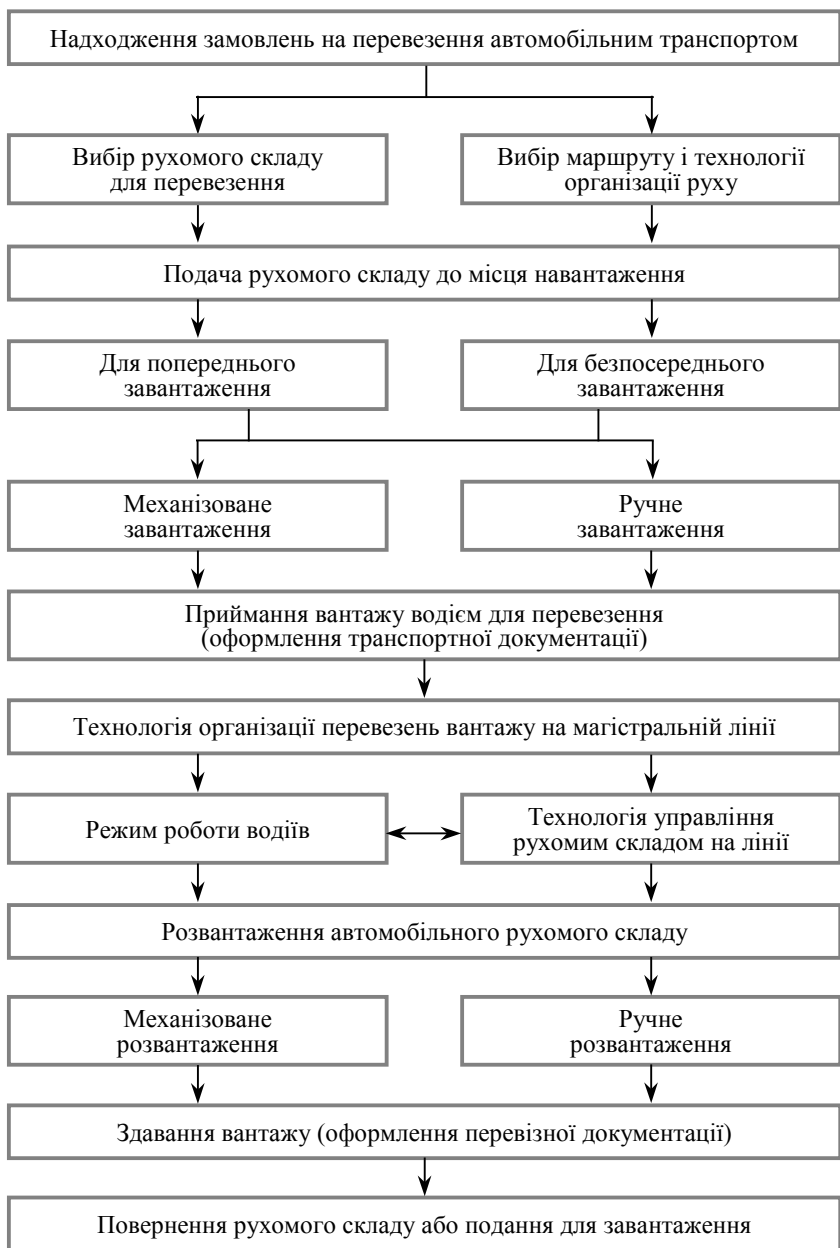 Надходження замовлень на перевезення автомобільним транспортом
Вибір рухомого складу
для перевезення
Вибір маршруту і технології
організації руху
Подача рухомого складу до місця навантаження
Для попереднього
завантаження
Для безпосереднього
завантаження
Механізоване
завантаження
Ручне
завантаження
Приймання вантажу водієм для перевезення
(оформлення транспортної документації)
Технологія організації перевезень вантажу на магістральній лінії
Режим роботи водіїв
Технологія управління
рухомим складом на лінії
Розвантаження автомобільного рухомого складу
Механізоване
розвантаження
Ручне
розвантаження
Здавання вантажу (оформлення перевізної документації)
Повернення рухомого складу або подання для завантаження